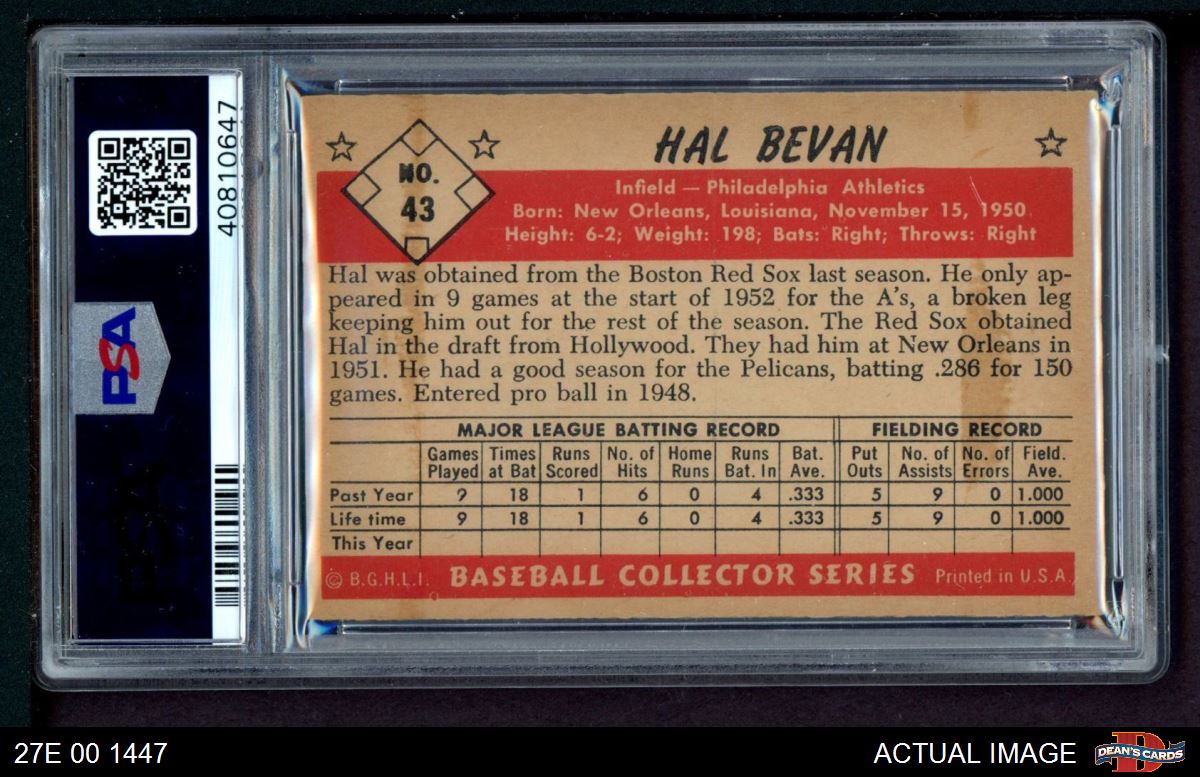 40810647
PSA
HAL BEVAN
NO.
43
Infield — Philadelphia Athletics
Born: New Orleans, Louisiana, November 15, 1950
Height: 6-2; Weight: 198; Bats: Right; Throws: Right
Hal was obtained from the Boston Red Sox last season. He only ap-
peared in 9 games at the start of 1952 for the A's, a broken leg
keeping him out for the rest of the season. The Red Sox obtained
Hal in the draft from Hollywood. They had him at New Orleans in
1951. He had a good season for the Pelicans, batting .286 for 150
games. Entered pro ball in 1948.
MAJOR LEAGUE BATTING RECORD FIELDING RECORD
Games Times Runs No. of Home Runs Bat. Put No. of No. of Field.
Played at Bat Scored Hits Runs Bat. In Ave. Outs Assists Errors Ave.
Past Year 9 18 1 6 0 4 .333 5 9 0 1.000
Life time 9 18 1 6 0 4 .333 5 9 0 1.000
This Year
© B.G.H.L.I. BASEBALL COLLECTOR SERIES Printed in U.S.A.
27E 00 1447
ACTUAL IMAGE
DEAN'S CARDS